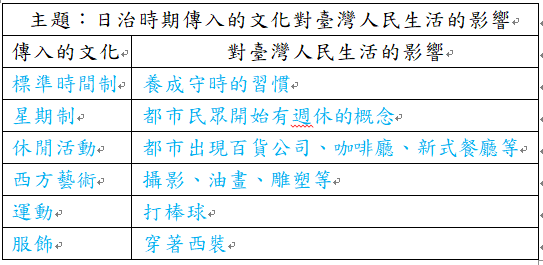 主題：日治時期傳入的文化對臺灣人民生活的影響
傳入的文化 對臺灣人民生活的影響
標準時間制 養成守時的習慣
星期制 都市民眾開始有週休的概念
休閒活動 都市出現百貨公司、咖啡廳、新式餐廳等
西方藝術 攝影、油畫、雕塑等
運動 打棒球
服飾 穿著西裝